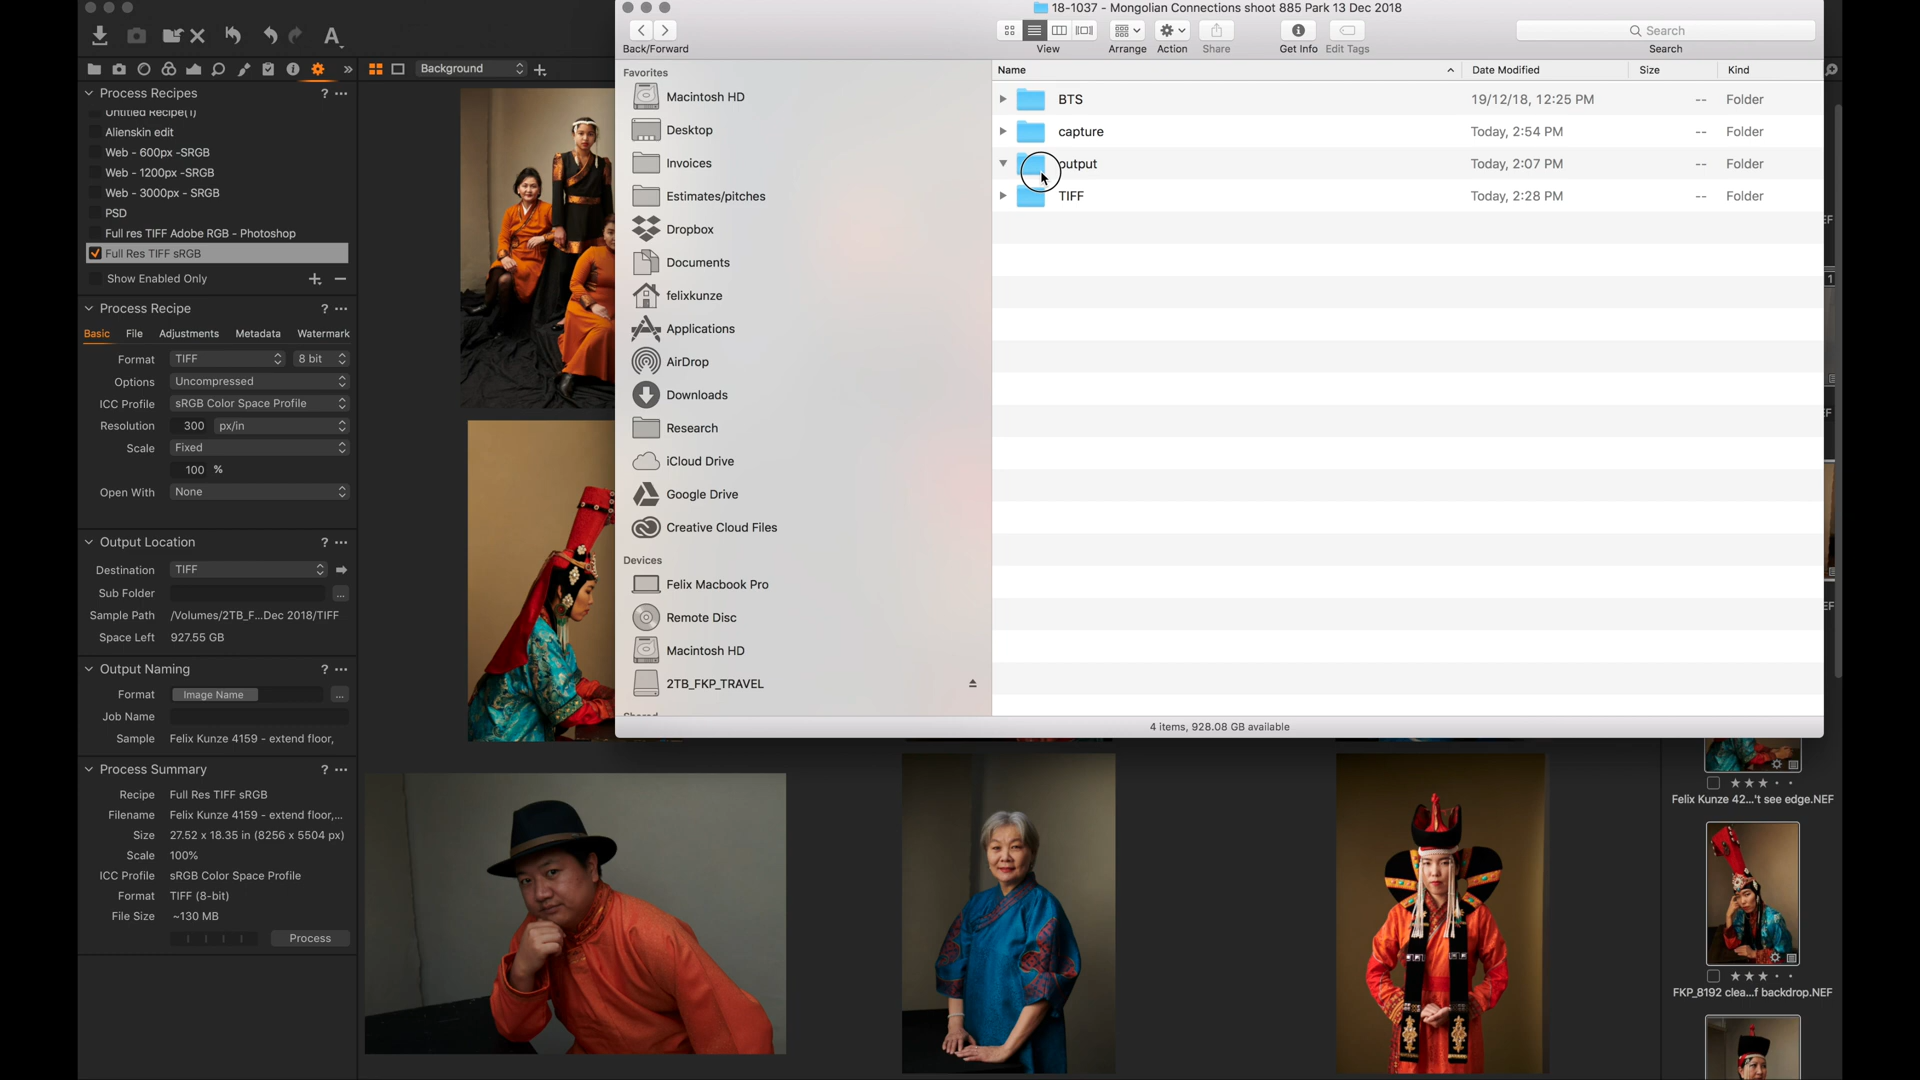 Process Recipes
? ...
Untitled Recipe(1)
Alienskin edit
Web - 600px -SRGB
Web - 1200px -SRGB
Web - 3000px - SRGB
PSD
Full res TIFF Adobe RGB - Photoshop
Full Res TIFF sRGB
Show Enabled Only
Process Recipe
? ...
Basic File Adjustments Metadata Watermark
Format TIFF 8 bit
Options Uncompressed
ICC Profile sRGB Color Space Profile
Resolution 300 px/in
Scale Fixed
100 %
Open With None
Output Location
? ...
Destination TIFF
Sub Folder ...
Sample Path /Volumes/2TB_F...Dec 2018/TIFF
Space Left 927.55 GB
Output Naming
? ...
Format Image Name ...
Job Name
Sample Felix Kunze 4159 - extend floor,
Process Summary
? ...
Recipe Full Res TIFF sRGB
Filename Felix Kunze 4159 - extend floor,...
Size 27.52 x 18.35 in (8256 x 5504 px)
Scale 100%
ICC Profile sRGB Color Space Profile
Format TIFF (8-bit)
File Size ~130 MB
Process
Background
18-1037 - Mongolian Connections shoot 885 Park 13 Dec 2018
Back/Forward
View
Arrange
Action
Share
Get Info
Edit Tags
Search
Search
Favorites
Macintosh HD
Desktop
Invoices
Estimates/pitches
Dropbox
Documents
felixkunze
Applications
AirDrop
Downloads
Research
iCloud Drive
Google Drive
Creative Cloud Files
Devices
Felix Macbook Pro
Remote Disc
Macintosh HD
2TB_FKP_TRAVEL
Shared
Name Date Modified Size Kind
BTS 19/12/18, 12:25 PM -- Folder
capture Today, 2:54 PM -- Folder
output Today, 2:07 PM -- Folder
TIFF Today, 2:28 PM -- Folder
4 items, 928.08 GB available
Felix Kunze 42...'t see edge.NEF
FKP_8192 clea...f backdrop.NEF